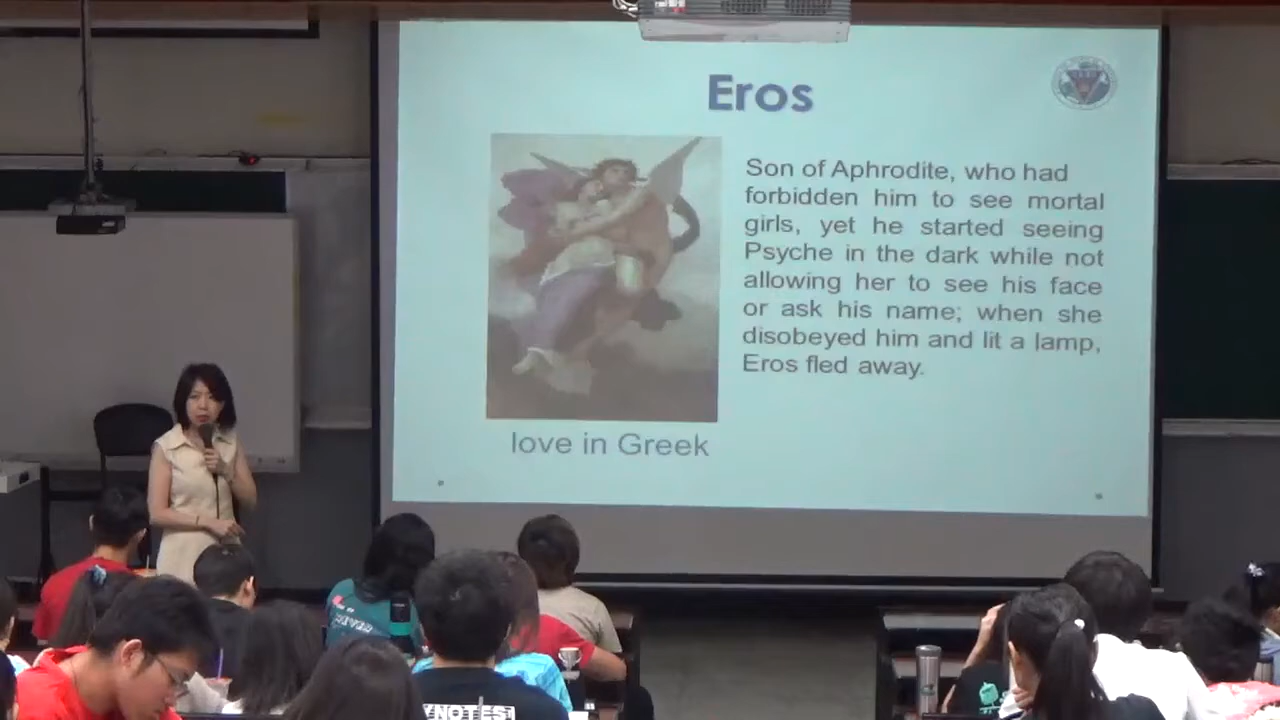 Eros
Son of Aphrodite, who had
forbidden him to see mortal
girls, yet he started seeing
Psyche in the dark while not
allowing her to see his face
or ask his name; when she
disobeyed him and lit a lamp,
Eros fled away.
love in Greek
YNOTES!